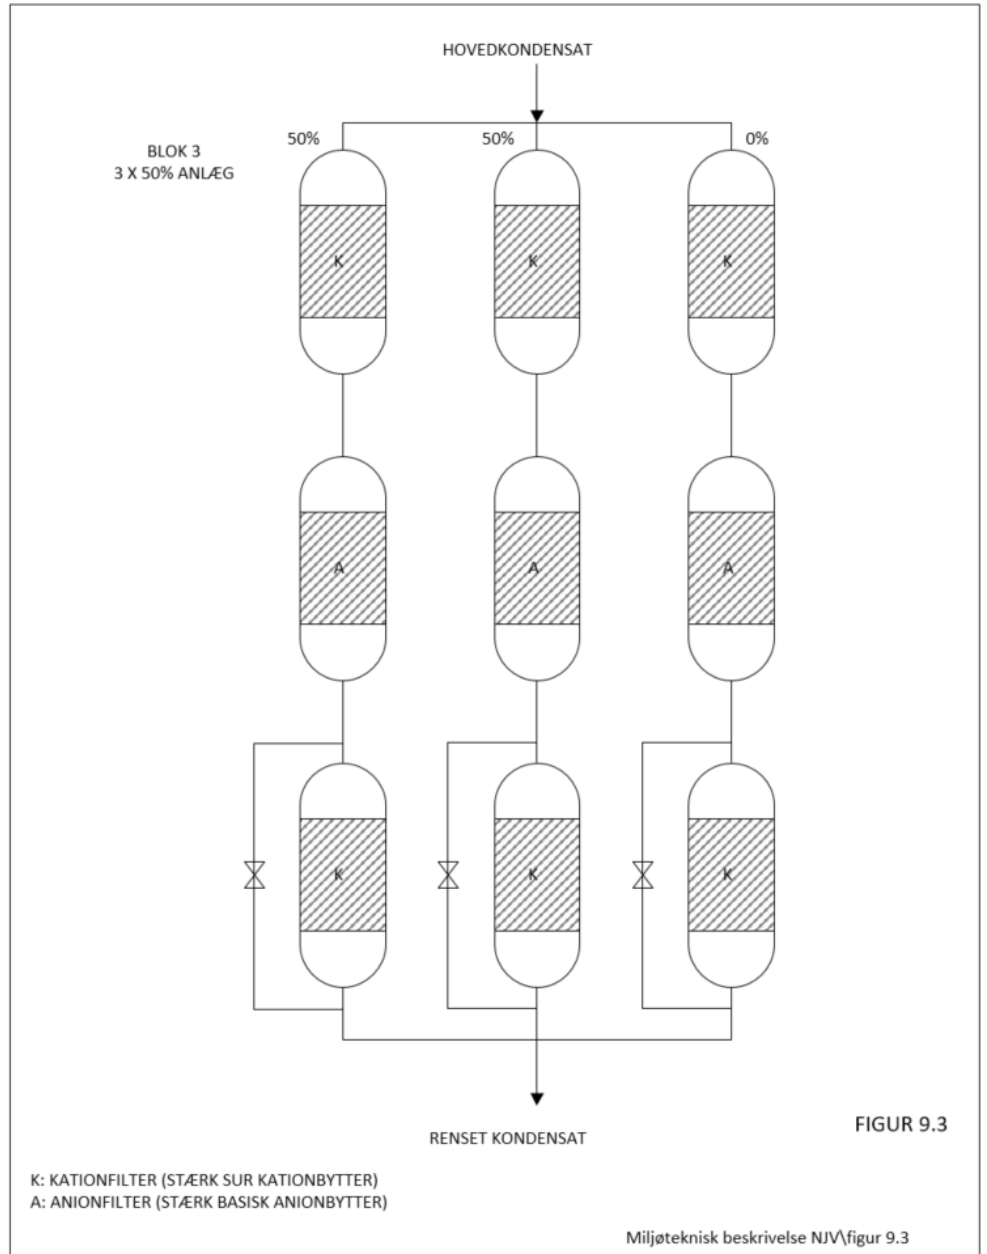 HOVEDKONDENSAT
BLOK 3
3 X 50% ANLÆG
50%
50%
0%
K
K
K
A
A
A
K
K
K
RENSET KONDENSAT
FIGUR 9.3
K: KATIONFILTER (STÆRK SUR KATIONBYTTER)
A: ANIONFILTER (STÆRK BASISK ANIONBYTTER)
Miljøteknisk beskrivelse NJV\figur 9.3